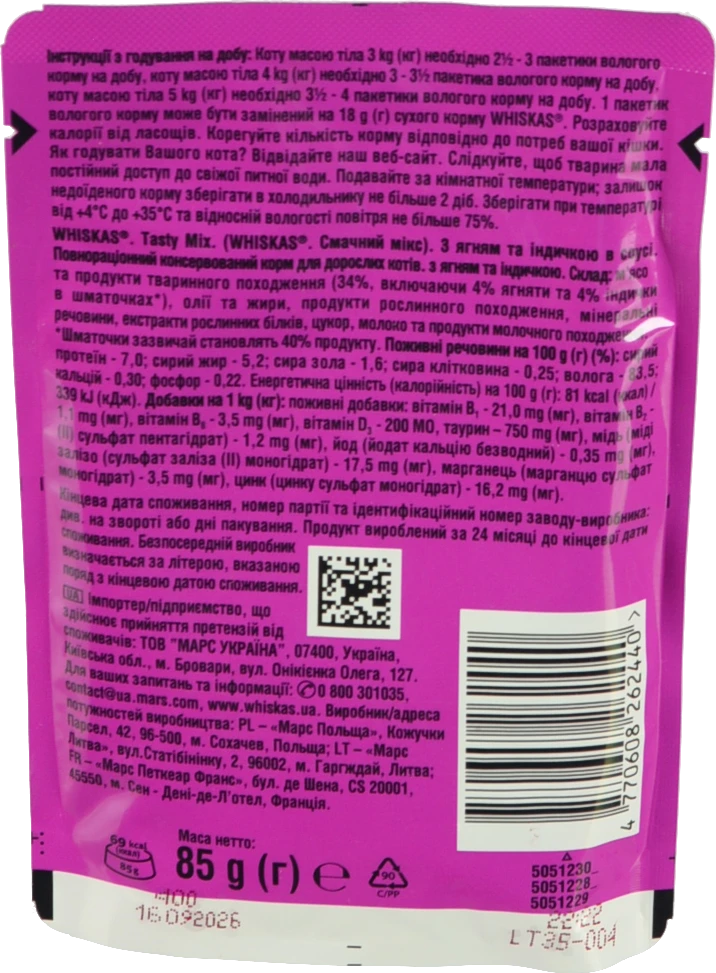 Інструкції з годування на добу: Коту масою тіла 3 kg (кг) необхідно 2½ - 3 пакетики вологого
корму на добу, коту масою тіла 4 kg (кг) необхідно 3 - 3½ пакетика вологого корму на добу,
коту масою тіла 5 kg (кг) необхідно 3½ - 4 пакетики вологого корму на добу. 1 пакетик
вологого корму може бути замінений на 18 g (г) сухого корму WHISKAS®. Розраховуйте
калорії від ласощів. Корегуйте кількість корму відповідно до потреб вашої кішки.
Як годувати Вашого кота? Відвідайте наш веб-сайт. Слідкуйте, щоб тварина мала
постійний доступ до свіжої питної води. Подавайте за кімнатної температури; залишок
недоїденого корму зберігати в холодильнику не більше 2 діб. Зберігати при температурі
від +4°C до +35°C та відносній вологості повітря не більше 75%.
WHISKAS®. Tasty Mix. (WHISKAS®. Смачний мікс). З ягням та індичкою в соусі.
Повнораціонний консервований корм для дорослих котів. з ягням та індичкою. Склад: м'ясо
та продукти тваринного походження (34%, включаючи 4% ягняти та 4% індички
в шматочках*), олії та жири, продукти рослинного походження, мінеральні
речовини, екстракти рослинних білків, цукор, молоко та продукти молочного
*Шматочки зазвичай становлять 40% продукту. Поживні речовини на 100 g (г) (%): сирий
протеїн - 7,0; сирий жир - 5,2; сира зола - 1,6; сира клітковина - 0,25; волога - 83,5;
кальцій - 0,30; фосфор - 0,22. Енергетична цінність (калорійність) на 100 g (г): 81 kcal (ккал) /
339 kJ (кДж). Добавки на 1 kg (кг): поживні добавки: вітамін B₁ - 21,0 mg (мг), вітамін
1,1 mg (мг), вітамін B₆ - 3,5 mg (мг), вітамін D₃ - 200 МО, таурин – 750 mg (мг), мідь (міді
(II) сульфат пентагідрат) - 1,2 mg (мг), йод (йодат кальцію безводний) - 0,35 mg (мг),
залізо (сульфат заліза (II) моногідрат) - 17,5 mg (мг), марганець (марганцю сульфат
моногідрат) - 3,5 mg (мг), цинк (цинку сульфат моногідрат) - 16,2 mg (мг).
Кінцева дата споживання, номер партії та ідентифікаційний номер заводу-виробника:
див. на звороті або дні пакування. Продукт вироблений за 24 місяці до кінцевої дати
споживання. Безпосередній виробник
визначається за літерою, вказаною
поряд з кінцевою датою споживання.
UA Імпортер/підприємство, що
здійснює прийняття претензій від
споживачів: ТОВ "МАРС УКРАЇНА". 07400, Україна,
Київська обл., м. Бровари, вул. Онікієнка Олега, 127.
Для ваших запитань та інформації: ✆0 800 301035,
contact@ua.mars.com, www.whiskas.ua. Виробник/адреса
потужностей виробництва: PL – «Марс Польща», Кожучки
Парсел, 42, 96-500, м. Сохачев, Польща; LT – «Марс
Литва», вул.Статібінінку, 2, 96002, м. Гаргждай, Литва;
FR – «Марс Петкеар Франс», бул. де Шена, CS 20001,
45550, м. Сен - Дені-де-Л'отел, Франція.
4 770608 262440 >
69 kcal
(ккал)
85g
Маса нетто:
85 g (г) ℮
90
C/PP
5051230
5051228
5051229
400
16 092026
22:22
LT35-004